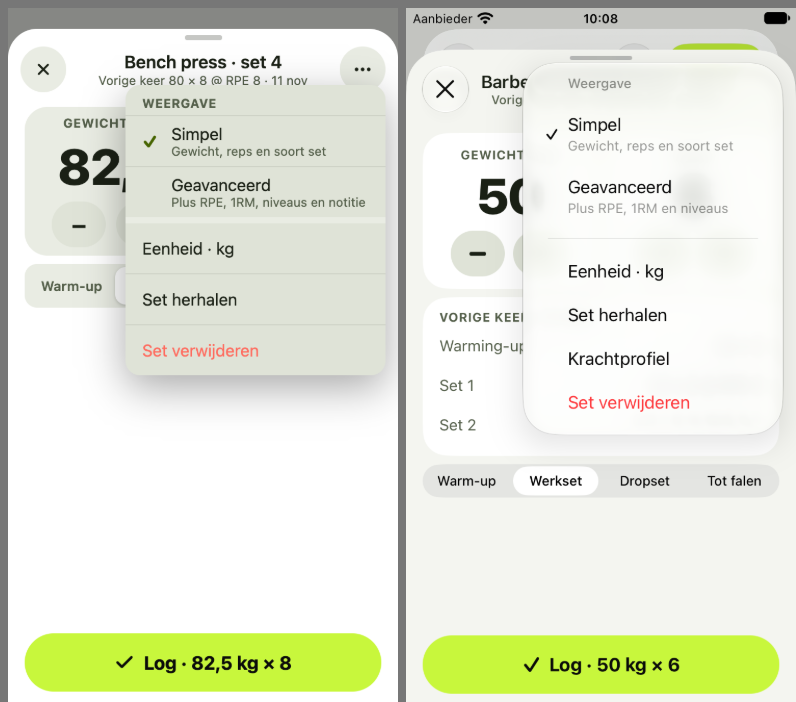 Bench press · set 4
Vorige keer 80 × 8 @ RPE 8 · 11 nov
GEWICHT
82,
WEERGAVE
Simpel
Gewicht, reps en soort set
Geavanceerd
Plus RPE, 1RM, niveaus en notitie
Eenheid · kg
Set herhalen
Set verwijderen
Warm-up
Log · 82,5 kg × 8
Aanbieder
10:08
Barbe
Vorig
GEWICHT
50
Weergave
Simpel
Gewicht, reps en soort set
Geavanceerd
Plus RPE, 1RM en niveaus
Eenheid · kg
Set herhalen
Krachtprofiel
Set verwijderen
VORIGE KEE
Warming-up
Set 1
Set 2
Warm-up Werkset Dropset Tot falen
Log · 50 kg × 6